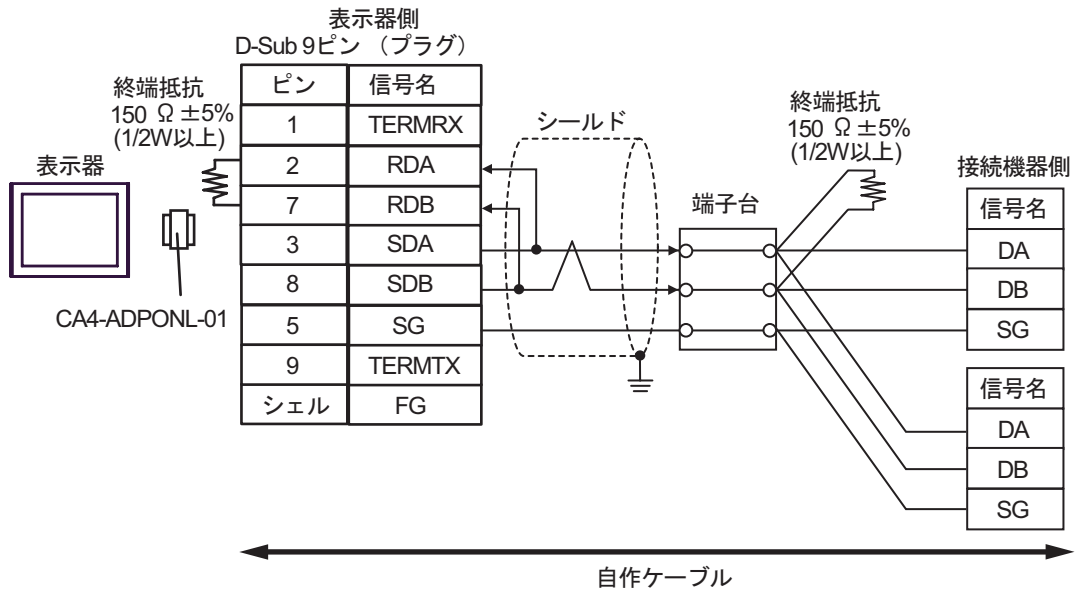 表示器側
D-Sub 9ピン （プラグ）
終端抵抗
150 Ω ±5%
(1/2W以上)
表示器
CA4-ADPONL-01
ピン 信号名
1 TERMRX
2 RDA
7 RDB
3 SDA
8 SDB
5 SG
9 TERMTX
シェル FG
シールド
端子台
終端抵抗
150 Ω ±5%
(1/2W以上)
接続機器側
信号名
DA
DB
SG
信号名
DA
DB
SG
自作ケーブル